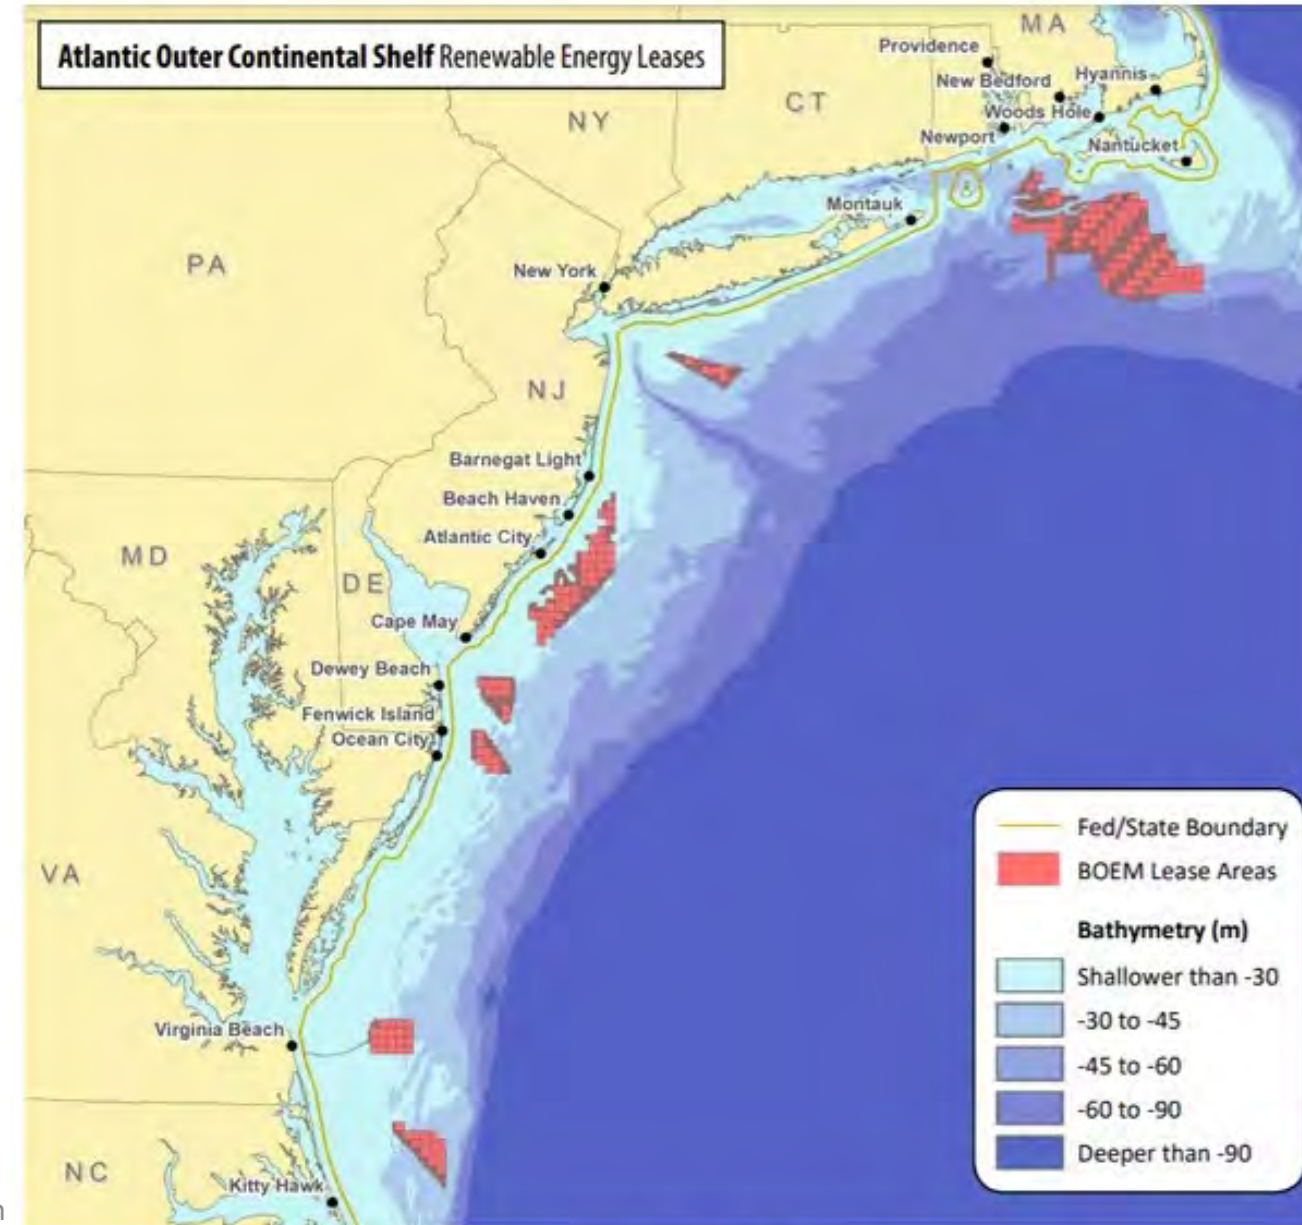 Atlantic Outer Continental Shelf Renewable Energy Leases
MA
Providence
New Bedford
Hyannis
CT
Woods Hole
NY
Newport
Nantucket
Montauk
PA
New York
NJ
Barnegat Light
Beach Haven
Atlantic City
MD
DE
Cape May
Dewey Beach
Fenwick Island
Ocean City
VA
Virginia Beach
NC
Kitty Hawk
Fed/State Boundary
BOEM Lease Areas
Bathymetry (m)
Shallower than -30
-30 to -45
-45 to -60
-60 to -90
Deeper than -90